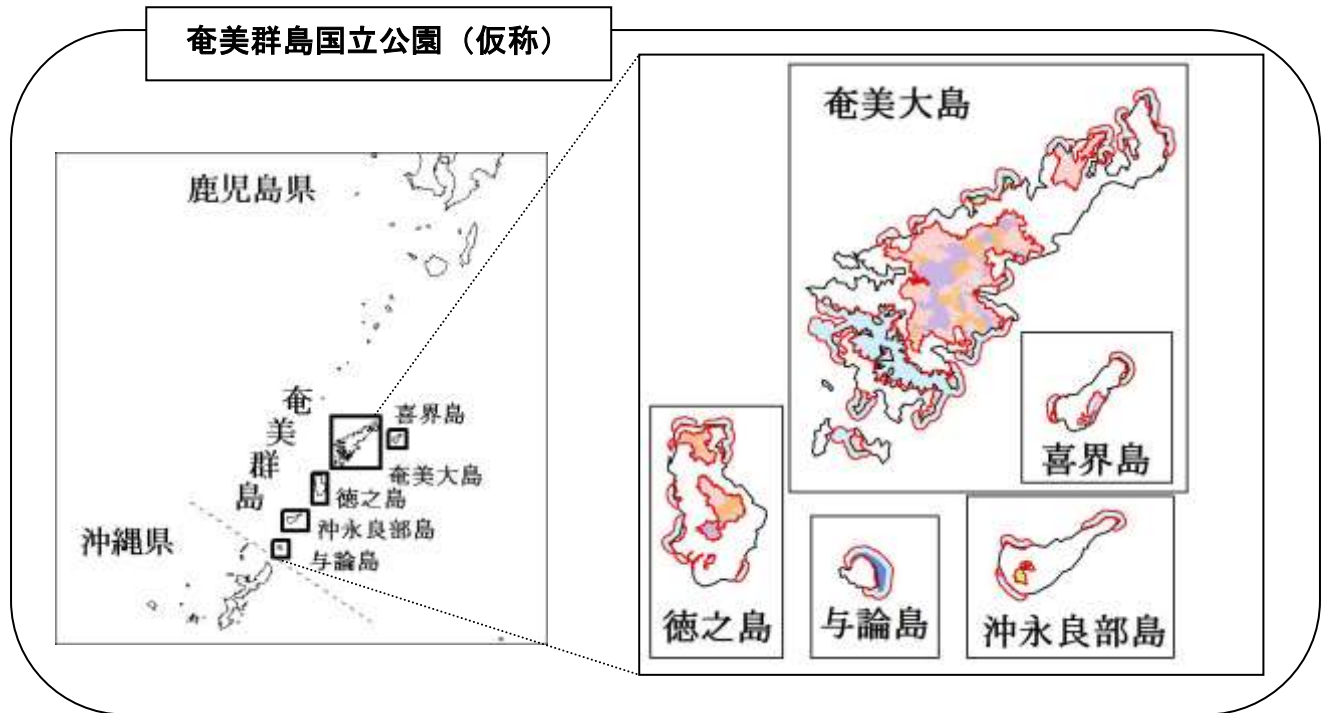 奄美群島国立公園（仮称）
鹿児島県
奄美群島
喜界島
奄美大島
徳之島
沖永良部島
与論島
沖縄県
奄美大島
喜界島
徳之島
与論島
沖永良部島